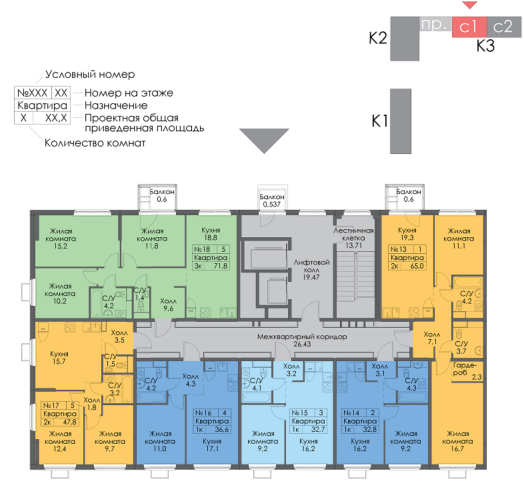 пр.
с1
с2
К2
К3
К1
Условный номер
№XXX XX
Номер на этаже
Квартира
Назначение
X XX,X
Проектная общая
приведенная площадь
Количество комнат
Балкон
0.6
Балкон
0.537
Балкон
0.6
Жилая
комната
15.2
Жилая
комната
11.8
Кухня
18.8
№18 5
Квартира
3к 71.8
Жилая
комната
10.2
С/У
4.2
С/У
1.4
Холл
9.6
Лифтовой
холл
19.47
Лестничная
клетка
13,71
Кухня
19.3
№13 1
Квартира
2к 65.0
Жилая
комната
11,1
С/У
4.2
Холл
7.1
С/У
3.7
Гарде-
роб
2,3
Жилая
комната
16.7
Межквартирный коридор
26.43
Холл
3.5
Кухня
15,7
С/У
1.5
С/У
3.2
Холл
1.8
№17 5
Квартира
2к 47.8
Жилая
комната
12.4
Жилая
комната
9.7
С/У
4.2
Холл
4.3
№16 4
Квартира
1к 36.6
Жилая
комната
11.0
Кухня
17,1
С/У
4.1
Холл
3.2
№15 3
Квартира
1к 32.7
Жилая
комната
9.2
Кухня
16.2
Холл
3.1
С/У
4.3
№14 2
Квартира
1к 32.8
Кухня
16.2
Жилая
комната
9.2